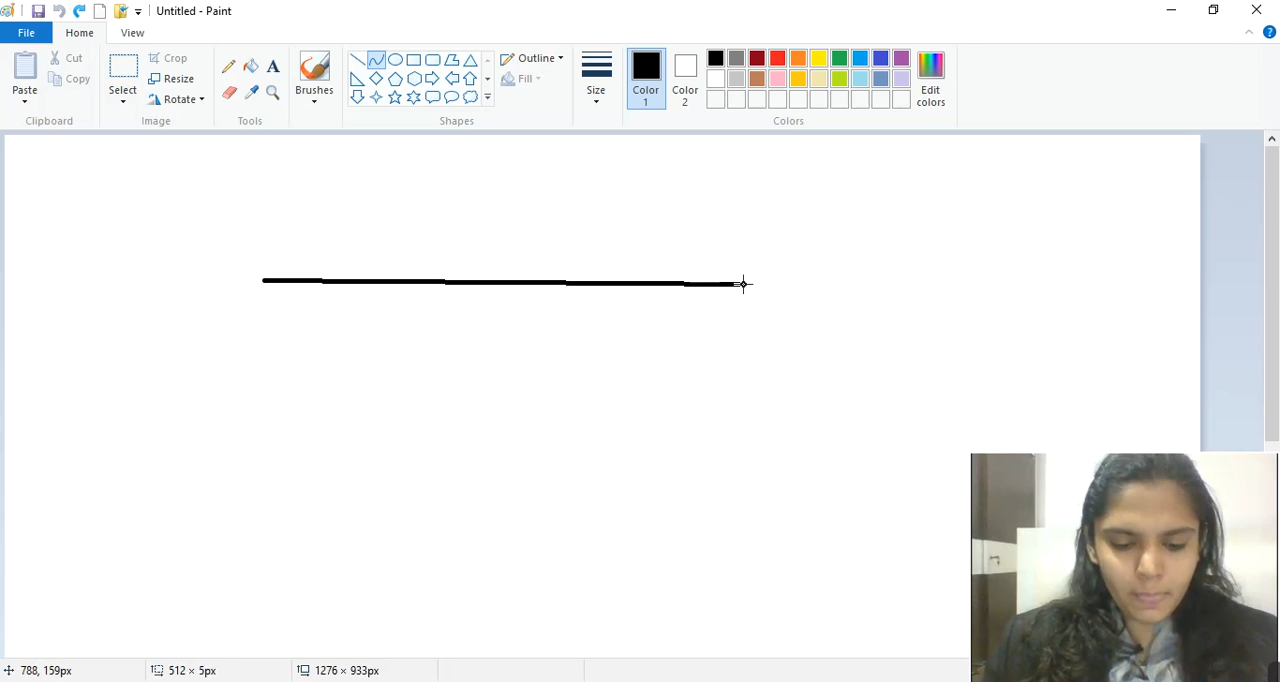 Untitled - Paint
File Home View
Paste
Cut
Copy
Clipboard
Select
Crop
Resize
Rotate
Image
A
Tools
Brushes
Outline
Fill
Shapes
Size
Color 1
Color 2
Edit colors
Colors
788, 159px
512 × 5px
1276 × 933px